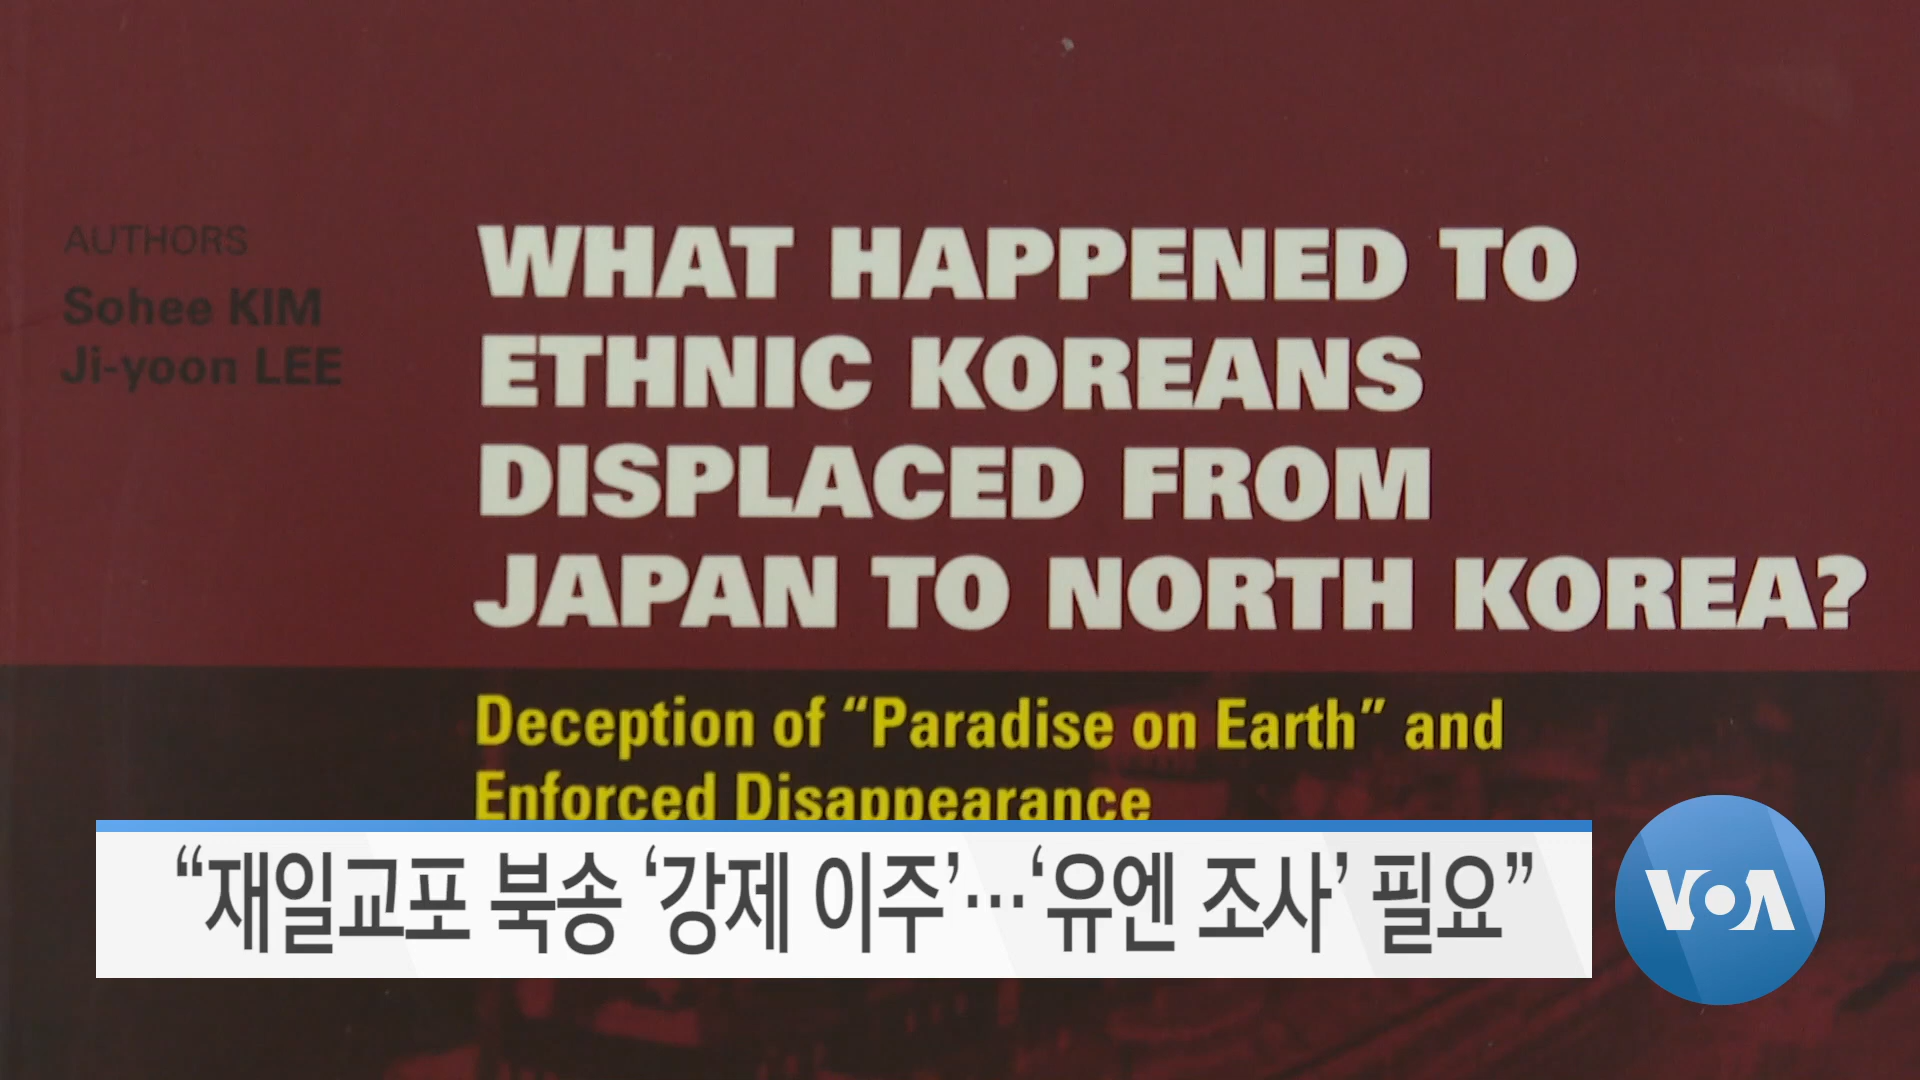 AUTHORS
Sohee KIM
Ji-yoon LEE
WHAT HAPPENED TO
ETHNIC KOREANS
DISPLACED FROM
JAPAN TO NORTH KOREA?
Deception of “Paradise on Earth” and
Enforced Disappearance
“재일교포 북송 ‘강제 이주’…‘유엔 조사’ 필요”
VOA